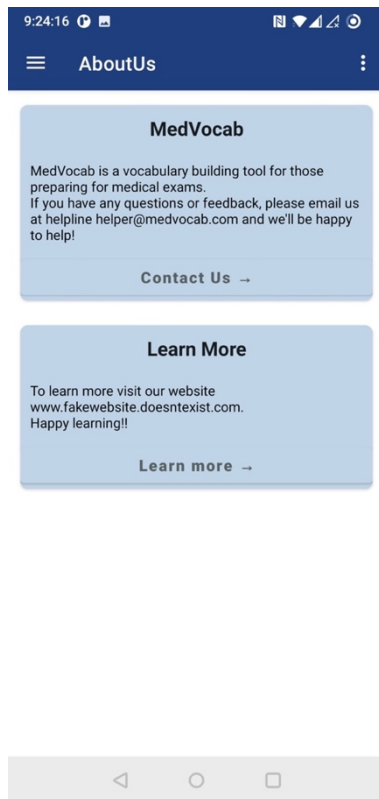 9:24:16
AboutUs
MedVocab
MedVocab is a vocabulary building tool for those
preparing for medical exams.
If you have any questions or feedback, please email us
at helpline helper@medvocab.com and we'll be happy
to help!
Contact Us →
Learn More
To learn more visit our website
www.fakewebsite.doesntexist.com.
Happy learning!!
Learn more →